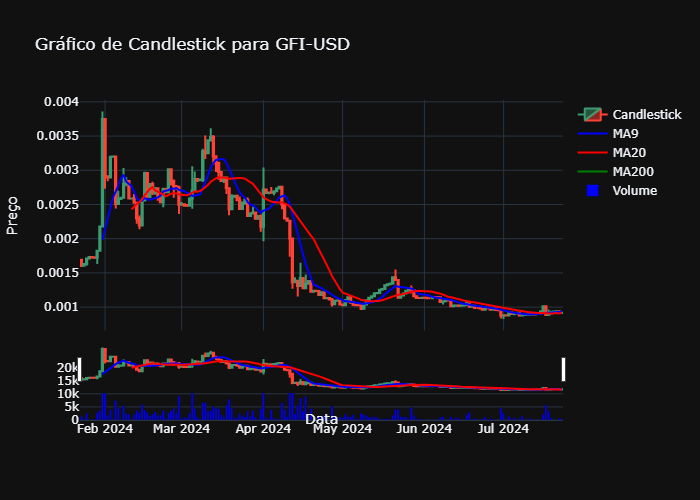 Gráfico de Candlestick para GFI-USD
Preço
0.004
0.0035
0.003
0.0025
0.002
0.0015
0.001
Candlestick
MA9
MA20
MA200
Volume
20k
15k
10k
5k
0
Feb 2024 Mar 2024 Apr 2024 May 2024 Jun 2024 Jul 2024
Data